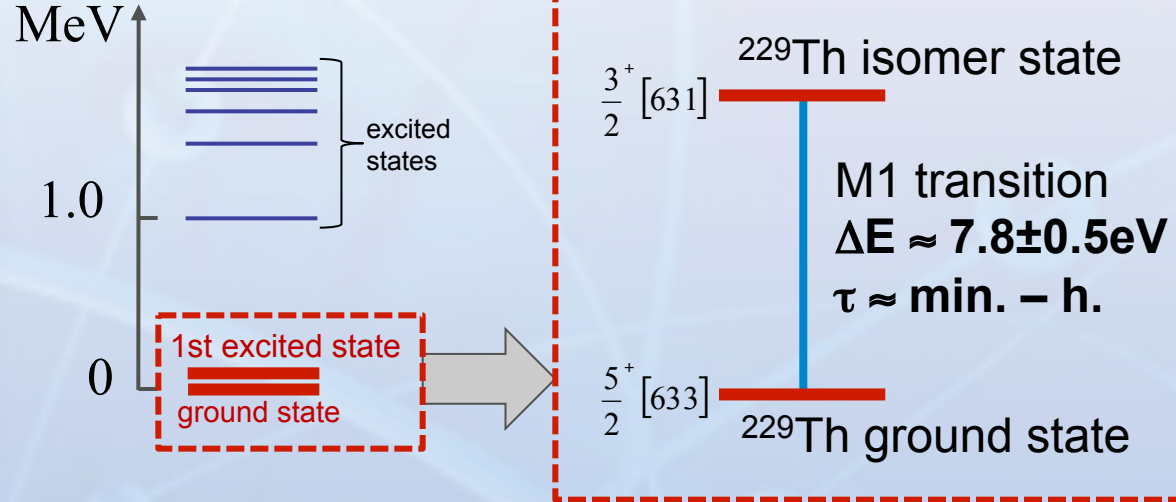 MeV
1.0
0
excited
states
1st excited state
ground state
²²⁹Th isomer state
3/2⁺ [631]
M1 transition
ΔE ≈ 7.8±0.5eV
τ ≈ min. – h.
5/2⁺ [633]
²²⁹Th ground state